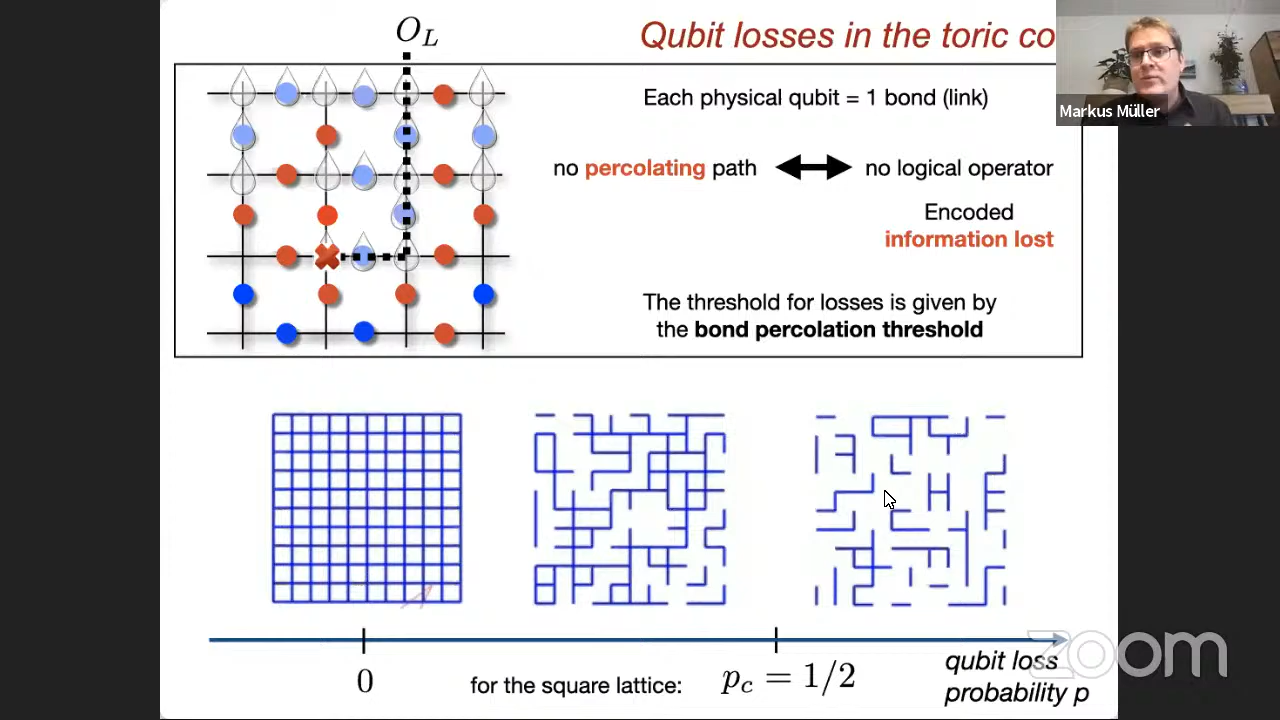 O_L
Qubit losses in the toric co
Markus Müller
Each physical qubit = 1 bond (link)
no percolating path
no logical operator
Encoded
information lost
The threshold for losses is given by
the bond percolation threshold
0
for the square lattice:
p_c = 1/2
qubit loss
probability p
zoom